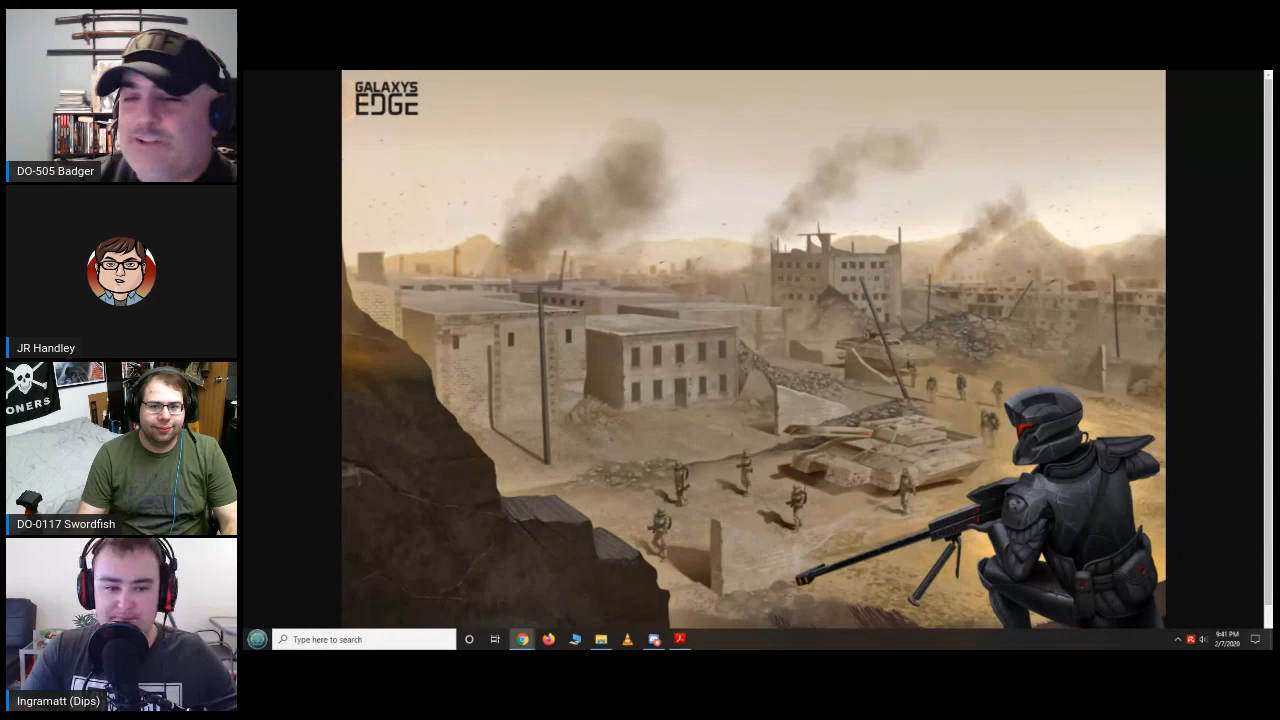 KTF
DO-505 Badger
JR Handley
ONERS
DO-0117 Swordfish
Ingramatt (Dips)
GALAXYS
EDGE
Type here to search
9:41 PM
2/7/2020